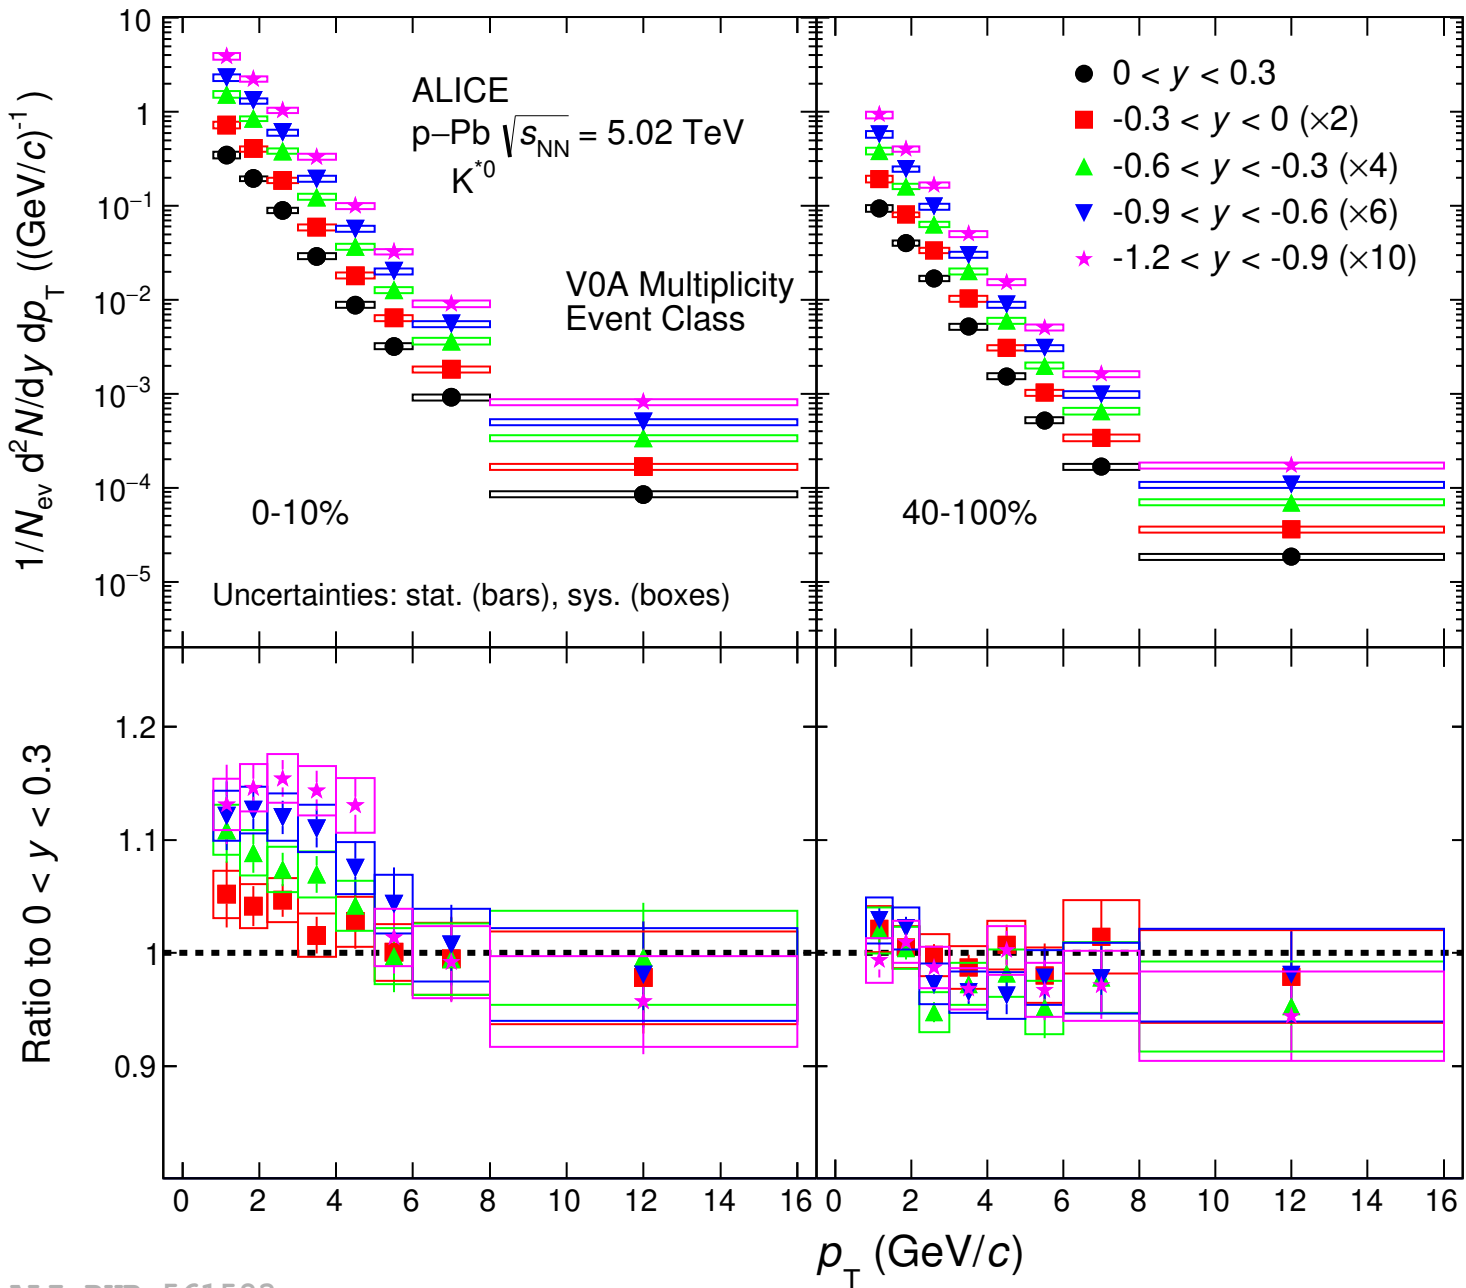 1/N_ev d²N/dy dp_T ((GeV/c)⁻¹)
10
1
10⁻¹
10⁻²
10⁻³
10⁻⁴
10⁻⁵
ALICE
p–Pb √s_NN = 5.02 TeV
K*⁰
V0A Multiplicity
Event Class
0-10%
Uncertainties: stat. (bars), sys. (boxes)
0 < y < 0.3
-0.3 < y < 0 (×2)
-0.6 < y < -0.3 (×4)
-0.9 < y < -0.6 (×6)
-1.2 < y < -0.9 (×10)
40-100%
Ratio to 0 < y < 0.3
1.2
1.1
1
0.9
0 2 4 6 8 10 12 14 16
0 2 4 6 8 10 12 14 16
p_T (GeV/c)